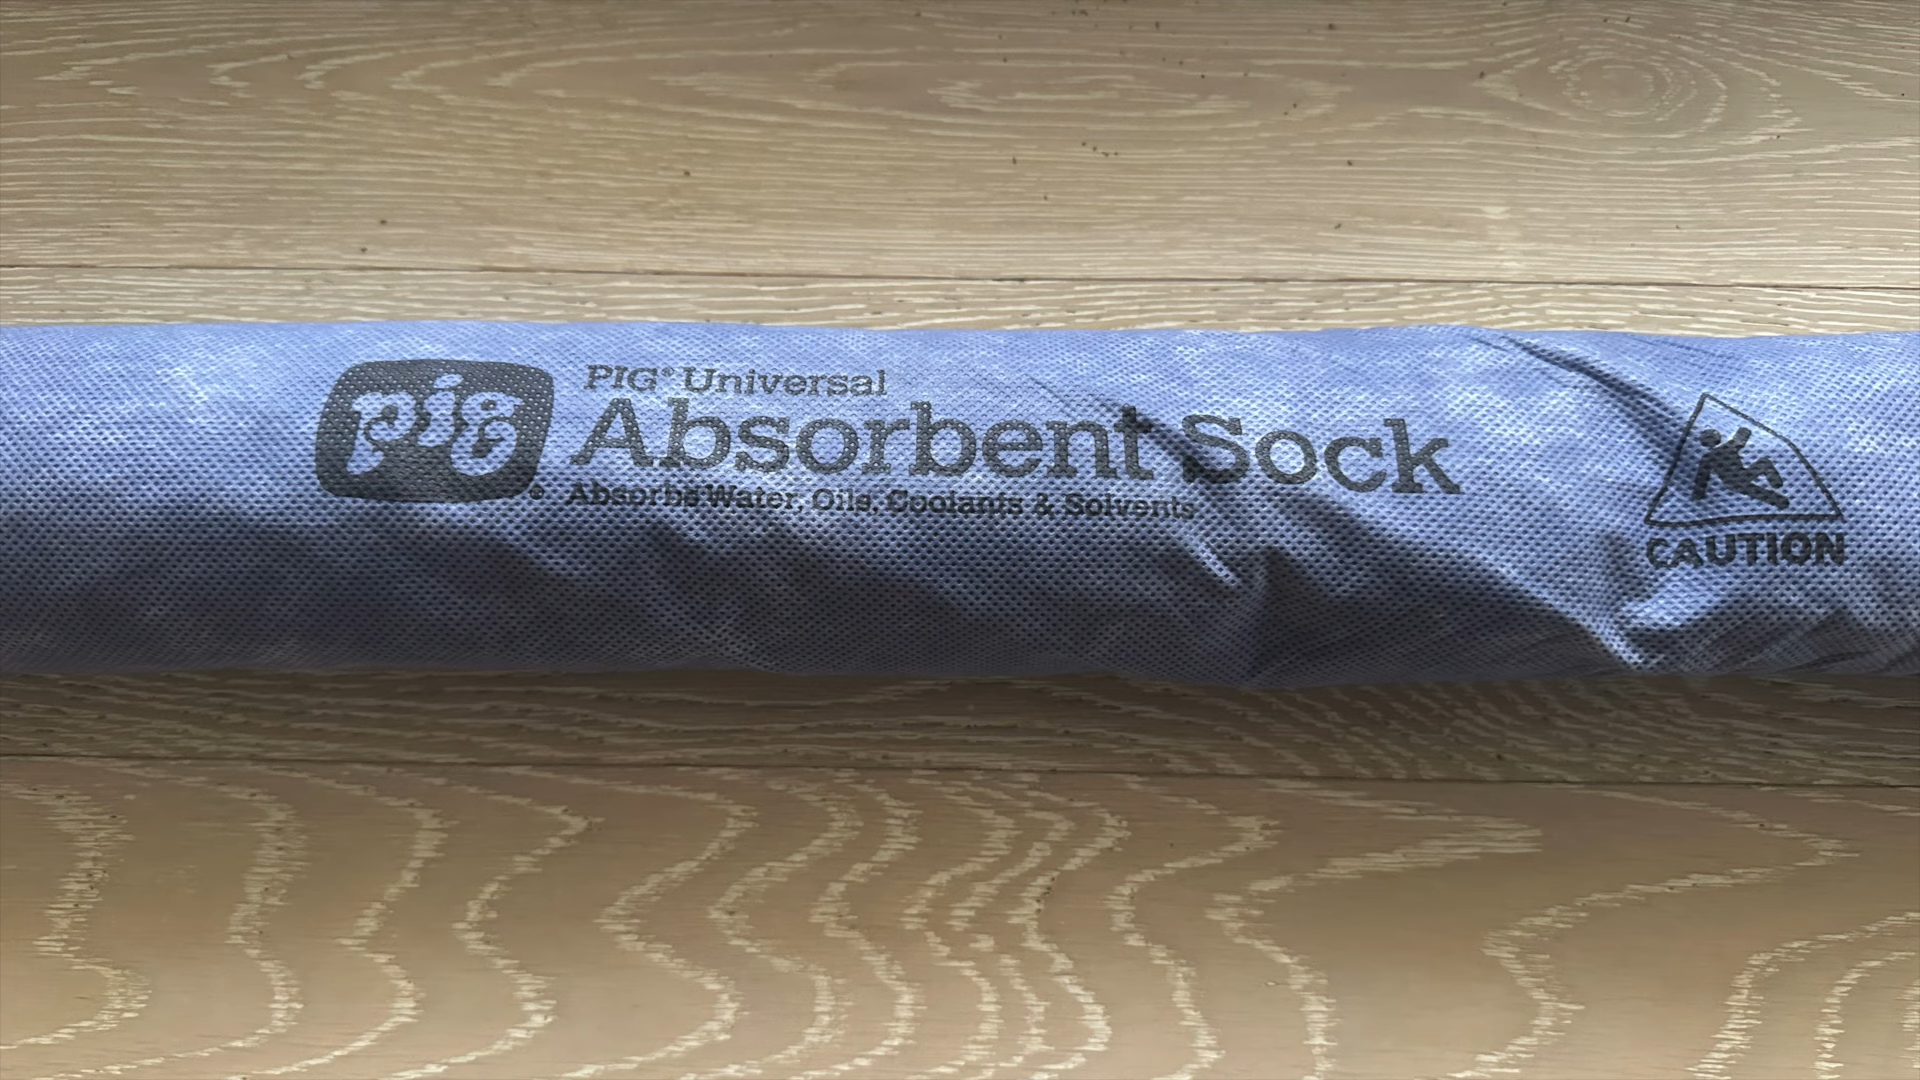 pig®
PIG® Universal
Absorbent Sock
Absorbs Water, Oils, Coolants & Solvents
CAUTION